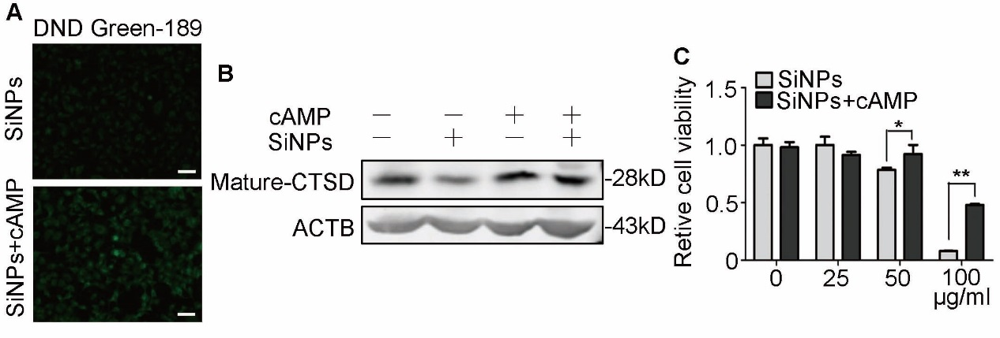 A
DND Green-189
SiNPs
SiNPs+cAMP
B
cAMP − − + +
SiNPs − + − +
Mature-CTSD
-28kD
ACTB
-43kD
C
SiNPs
SiNPs+cAMP
Retive cell viability
1.5
1.0
0.5
0
*
**
0 25 50 100
µg/ml